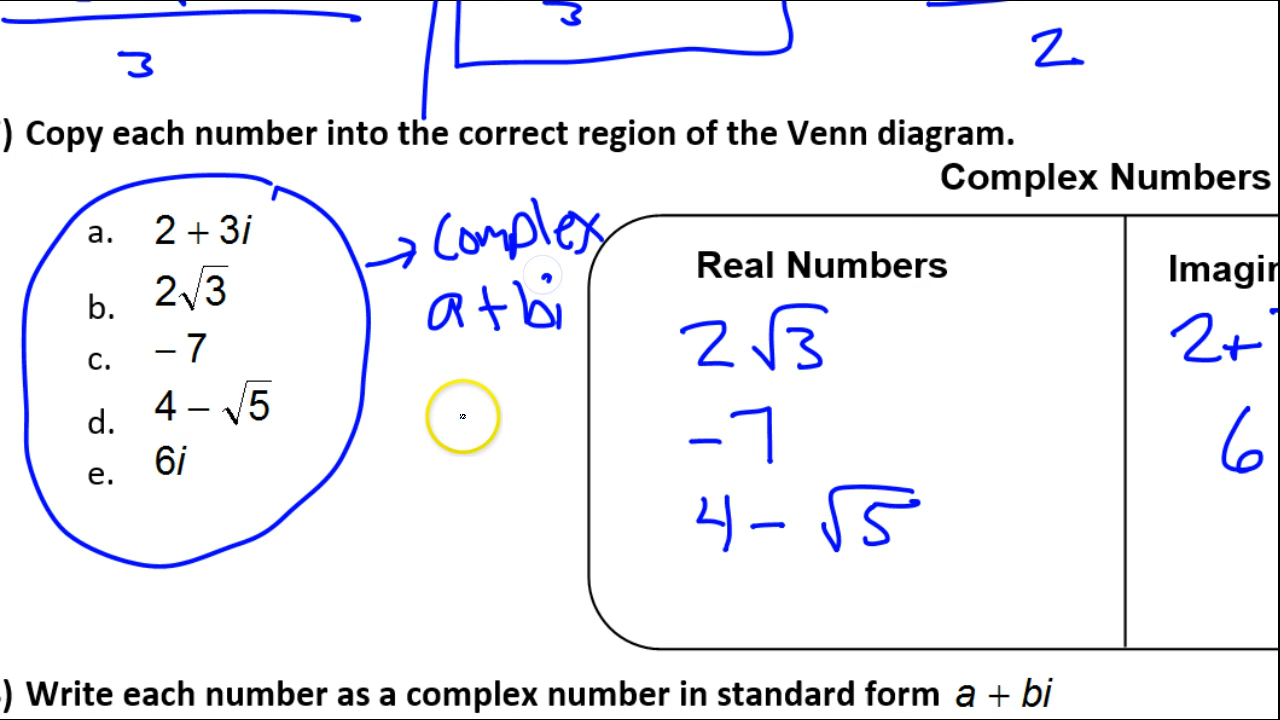 3
3
2
) Copy each number into the correct region of the Venn diagram.
Complex Numbers
a. 2 + 3i
b. 2√3
c. – 7
d. 4 – √5
e. 6i
→ Complex
a + bi
Real Numbers
2√3
-7
4 - √5
Imagin
2+
6
) Write each number as a complex number in standard form a + bi